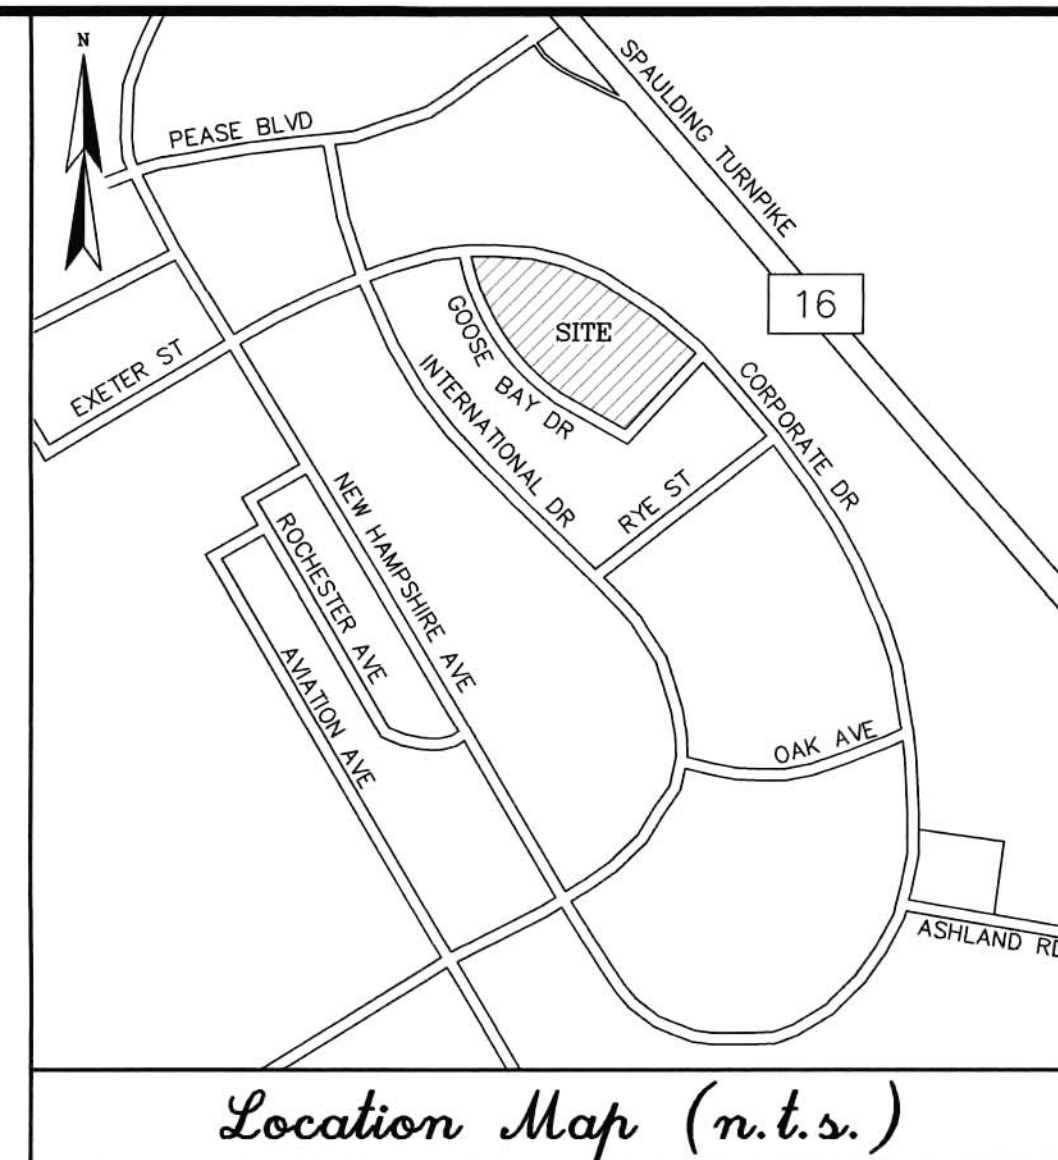 N
SPAULDING TURNPIKE
PEASE BLVD
16
GOOSE BAY DR
SITE
EXETER ST
INTERNATIONAL DR
CORPORATE DR
NEW HAMPSHIRE AVE
RYE ST
ROCHESTER AVE
AVIATION AVE
OAK AVE
ASHLAND RD
Location Map (n.t.s.)